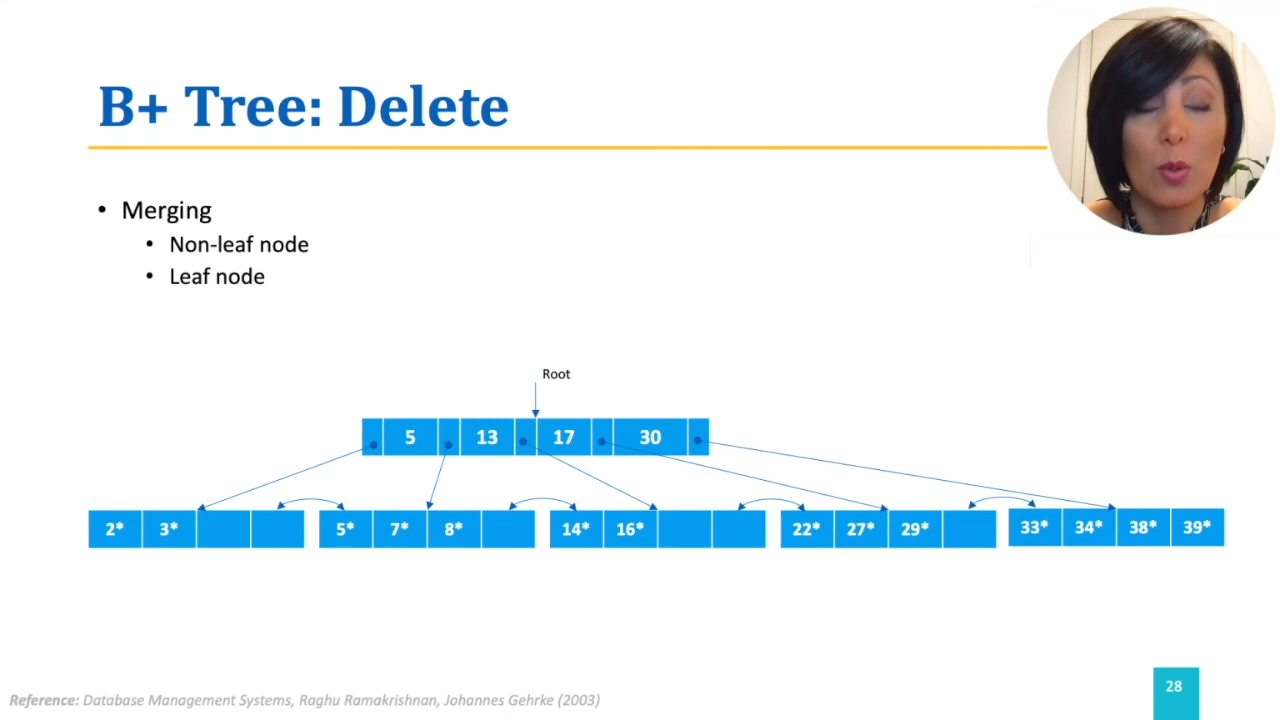 B+ Tree: Delete
• Merging
• Non-leaf node
• Leaf node
Root
5 13 17 30
2* 3* 5* 7* 8* 14* 16* 22* 27* 29* 33* 34* 38* 39*
Reference: Database Management Systems, Raghu Ramakrishnan, Johannes Gehrke (2003)
28